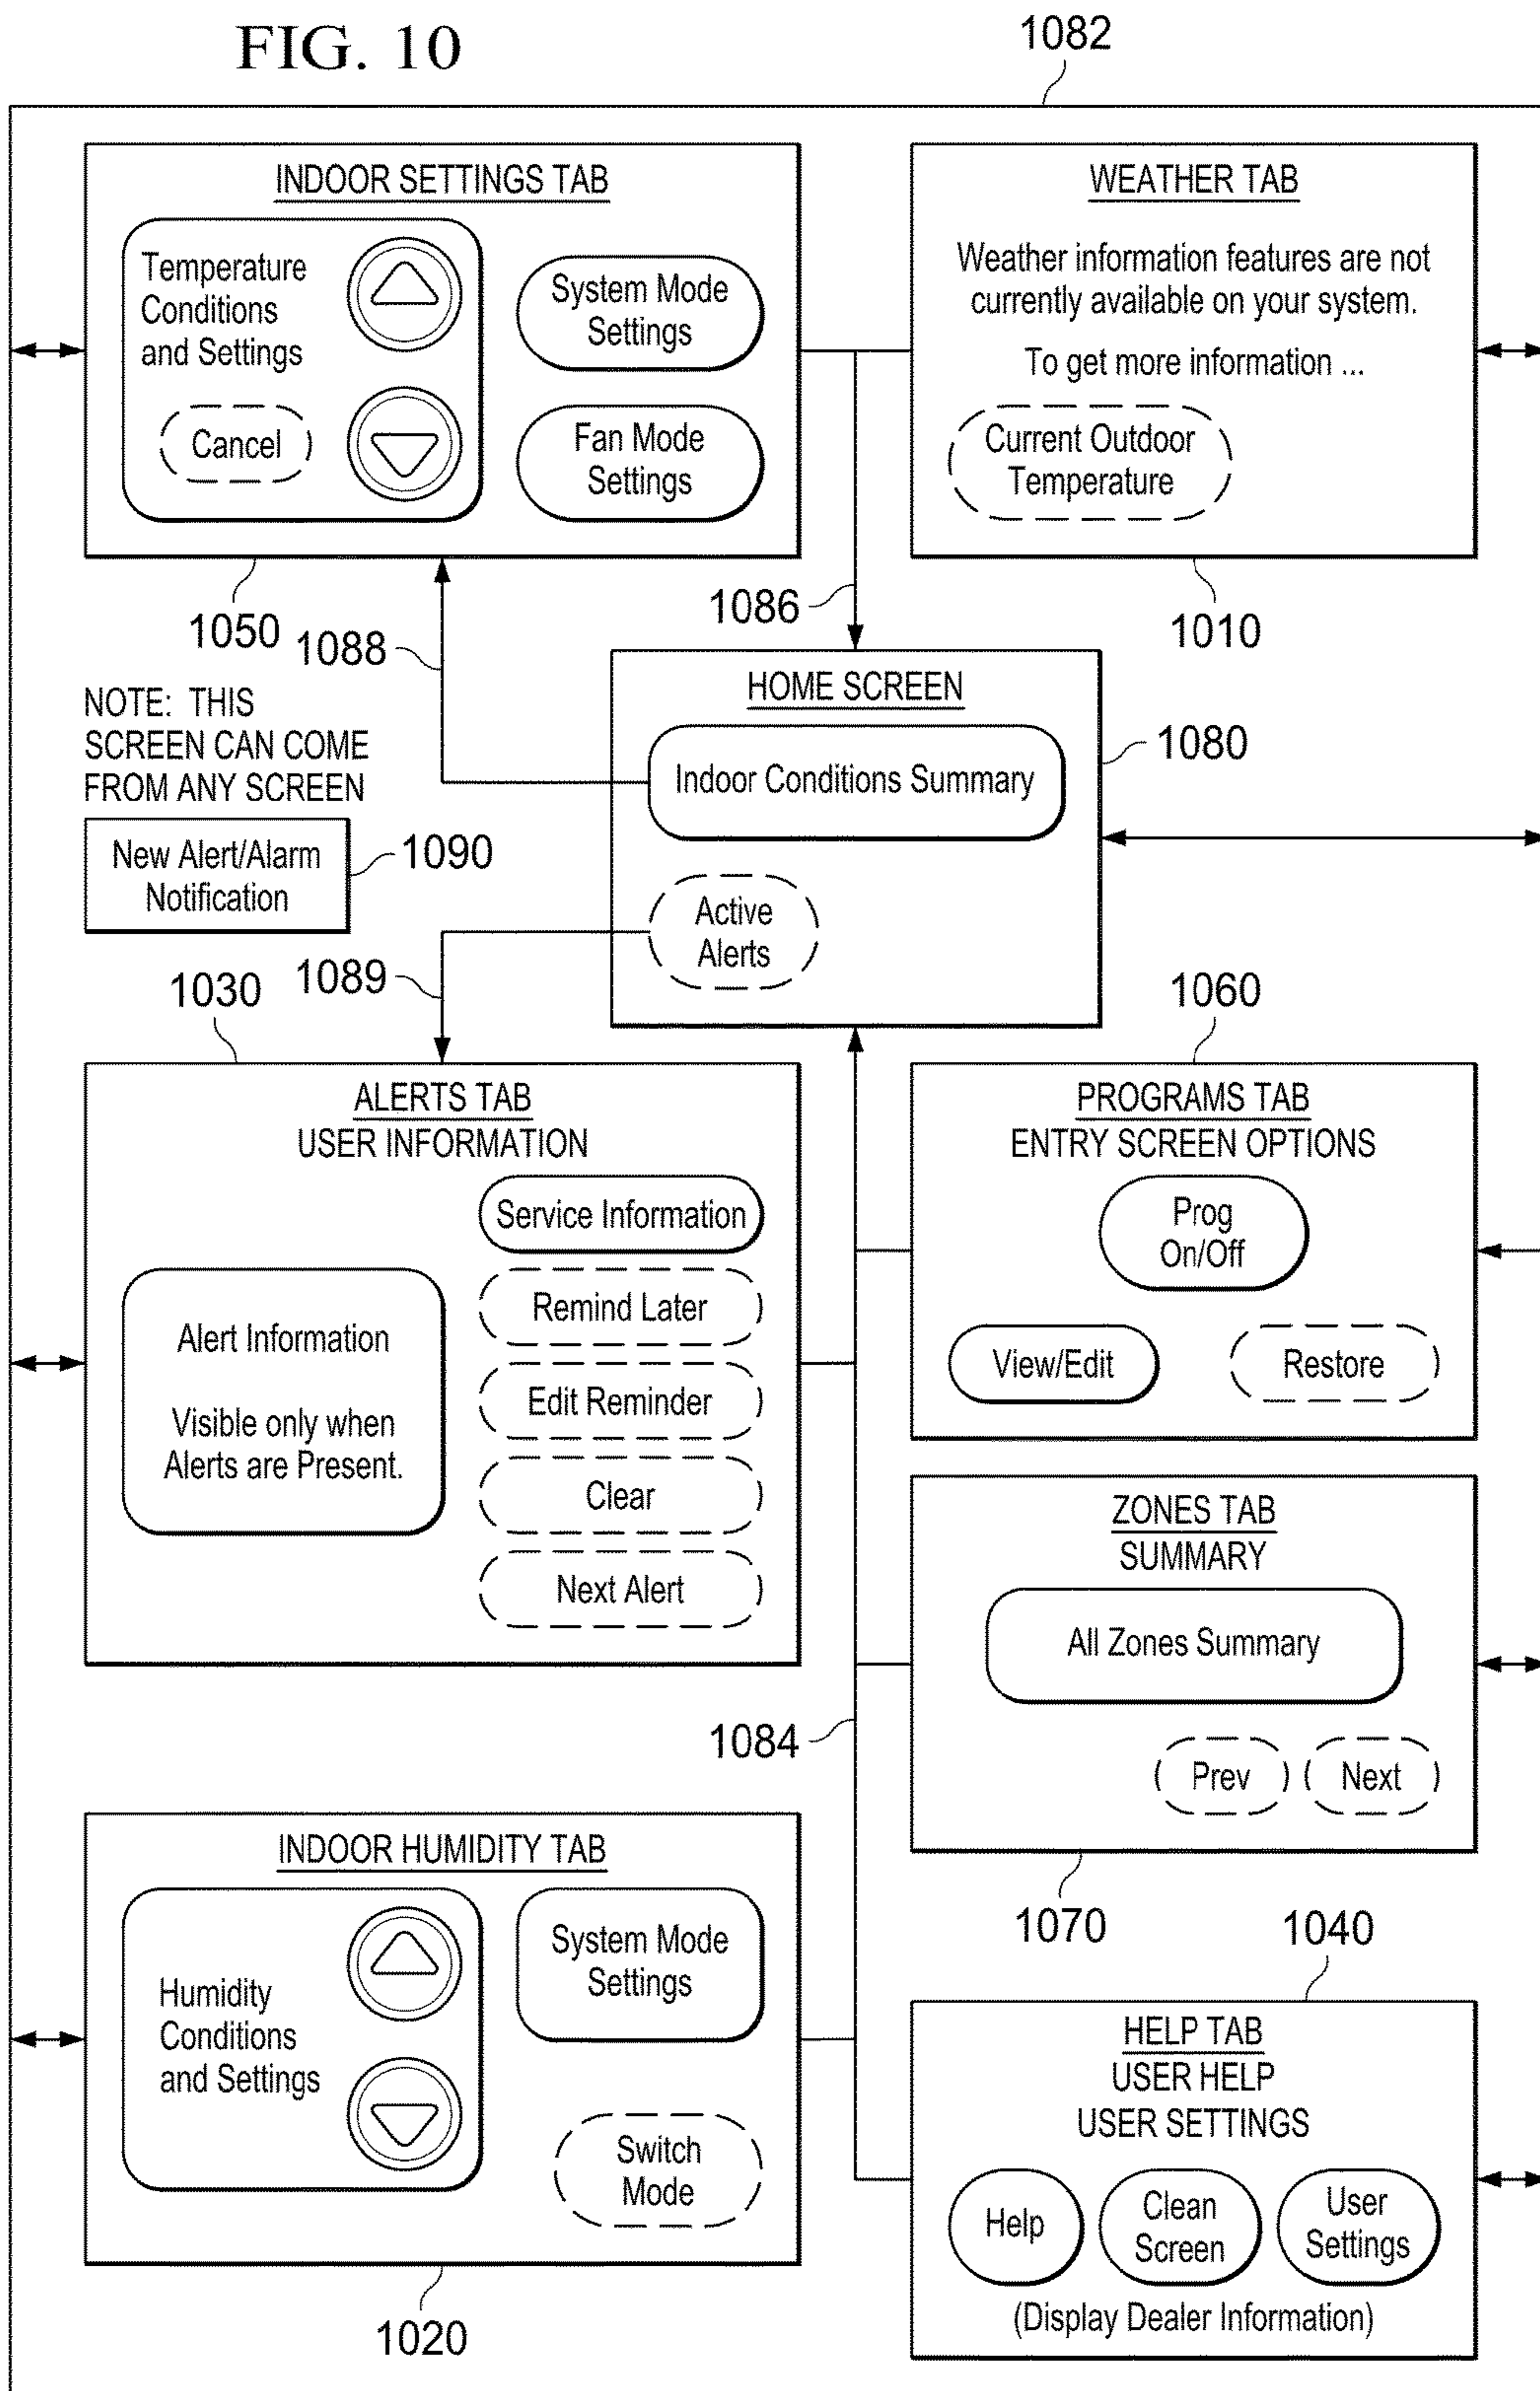 FIG. 10
1082
INDOOR SETTINGS TAB
Temperature
Conditions
and Settings
Cancel
System Mode
Settings
Fan Mode
Settings
1050
WEATHER TAB
Weather information features are not
currently available on your system.
To get more information ...
Current Outdoor
Temperature
1010
1086
1088
NOTE: THIS
SCREEN CAN COME
FROM ANY SCREEN
New Alert/Alarm
Notification
1090
HOME SCREEN
Indoor Conditions Summary
Active
Alerts
1080
1089
1030
ALERTS TAB
USER INFORMATION
Alert Information
Visible only when
Alerts are Present.
Service Information
Remind Later
Edit Reminder
Clear
Next Alert
1060
PROGRAMS TAB
ENTRY SCREEN OPTIONS
Prog
On/Off
View/Edit
Restore
ZONES TAB
SUMMARY
All Zones Summary
Prev
Next
1070
1084
INDOOR HUMIDITY TAB
Humidity
Conditions
and Settings
System Mode
Settings
Switch
Mode
1020
1040
HELP TAB
USER HELP
USER SETTINGS
Help
Clean
Screen
User
Settings
(Display Dealer Information)